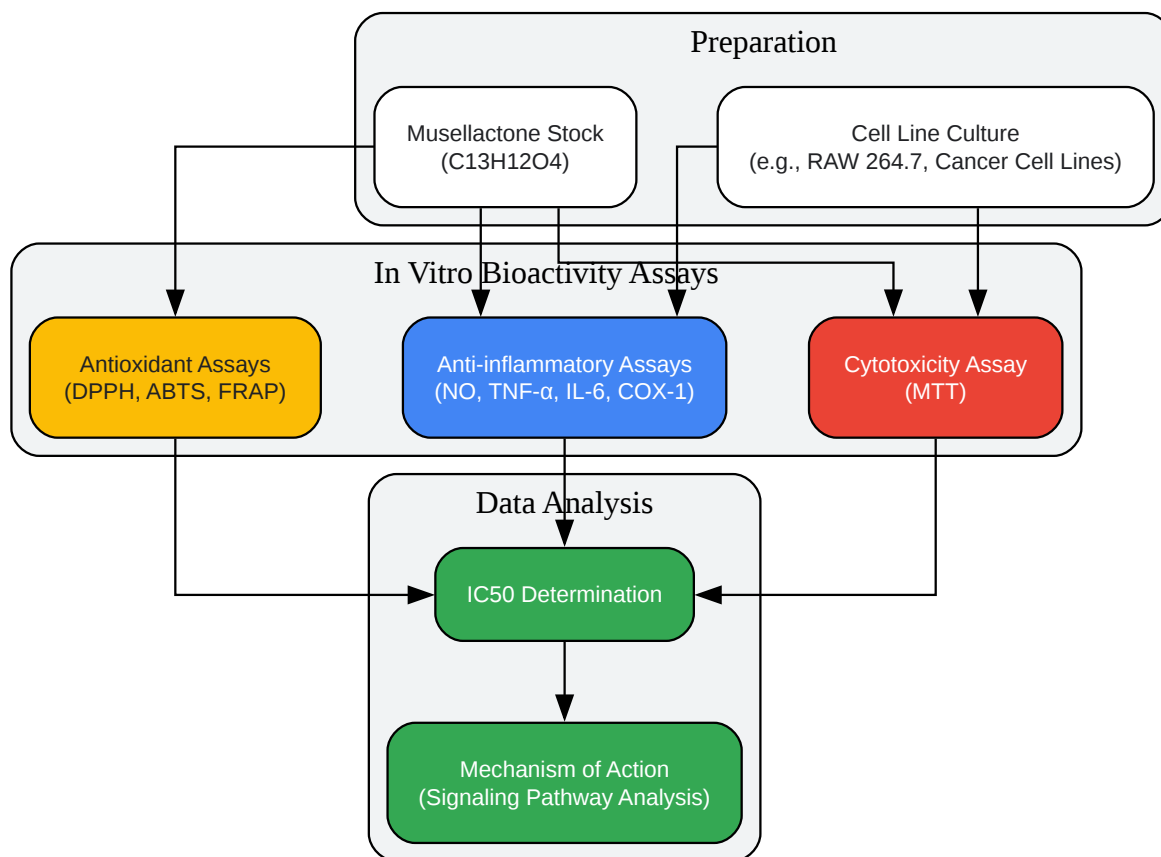 Preparation
Musellactone Stock
(C13H12O4)
Cell Line Culture
(e.g., RAW 264.7, Cancer Cell Lines)
In Vitro Bioactivity Assays
Antioxidant Assays
(DPPH, ABTS, FRAP)
Anti-inflammatory Assays
(NO, TNF-α, IL-6, COX-1)
Cytotoxicity Assay
(MTT)
Data Analysis
IC50 Determination
Mechanism of Action
(Signaling Pathway Analysis)